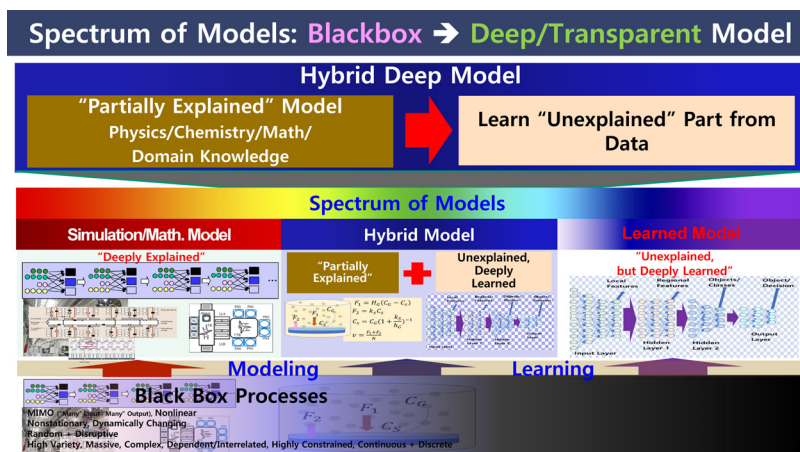 Spectrum of Models: Blackbox ➔ Deep/Transparent Model
Hybrid Deep Model
“Partially Explained” Model
Physics/Chemistry/Math/
Domain Knowledge
Learn “Unexplained” Part from
Data
Spectrum of Models
Simulation/Math. Model
Hybrid Model
Learned Model
“Deeply Explained”
“Partially
Explained”
Unexplained,
Deeply
Learned
“Unexplained,
but Deeply Learned”
Local
Features
Regional
Features
Objects/
Classes
Object/
Decision
Input Layer
Hidden
Layer 1
Hidden
Layer 2
Output
Layer
Modeling
Learning
Black Box Processes
MIMO (“Many” Input “Many” Output), Nonlinear
Nonstationary, Dynamically Changing
Random + Disruptive
High Variety, Massive, Complex, Dependent/Interrelated, Highly Constrained, Continuous + Discrete
F₂
F₁
C_G
C_S